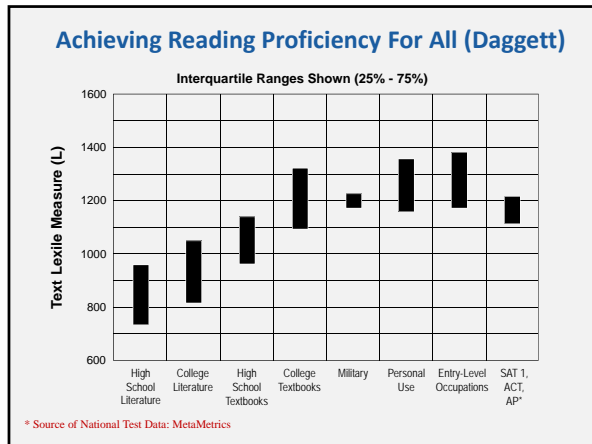 Achieving Reading Proficiency For All (Daggett)
Interquartile Ranges Shown (25% - 75%)
Text Lexile Measure (L)
1600
1400
1200
1000
800
600
High
School
Literature
College
Literature
High
School
Textbooks
College
Textbooks
Military
Personal
Use
Entry-Level
Occupations
SAT 1,
ACT,
AP*
* Source of National Test Data: MetaMetrics